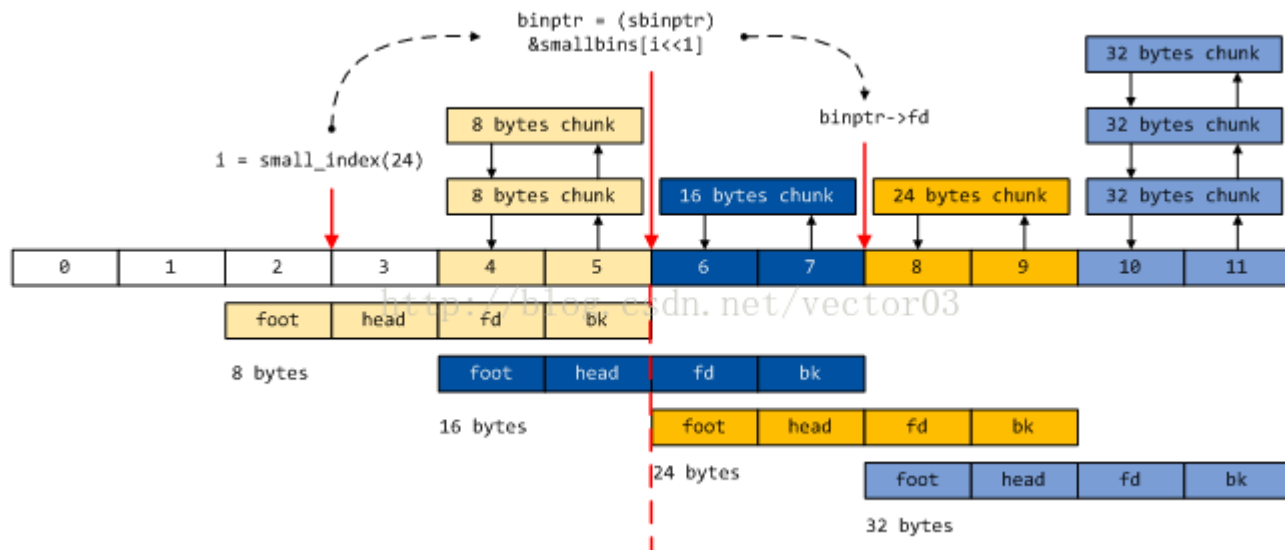 binptr = (sbinptr)
&smallbins[i<<1]
32 bytes chunk
8 bytes chunk
32 bytes chunk
binptr->fd
i = small_index(24)
8 bytes chunk
16 bytes chunk
24 bytes chunk
32 bytes chunk
0 1 2 3 4 5 6 7 8 9 10 11
http://blog.csdn.net/vector03
foot head fd bk
8 bytes
foot head fd bk
16 bytes
foot head fd bk
24 bytes
foot head fd bk
32 bytes